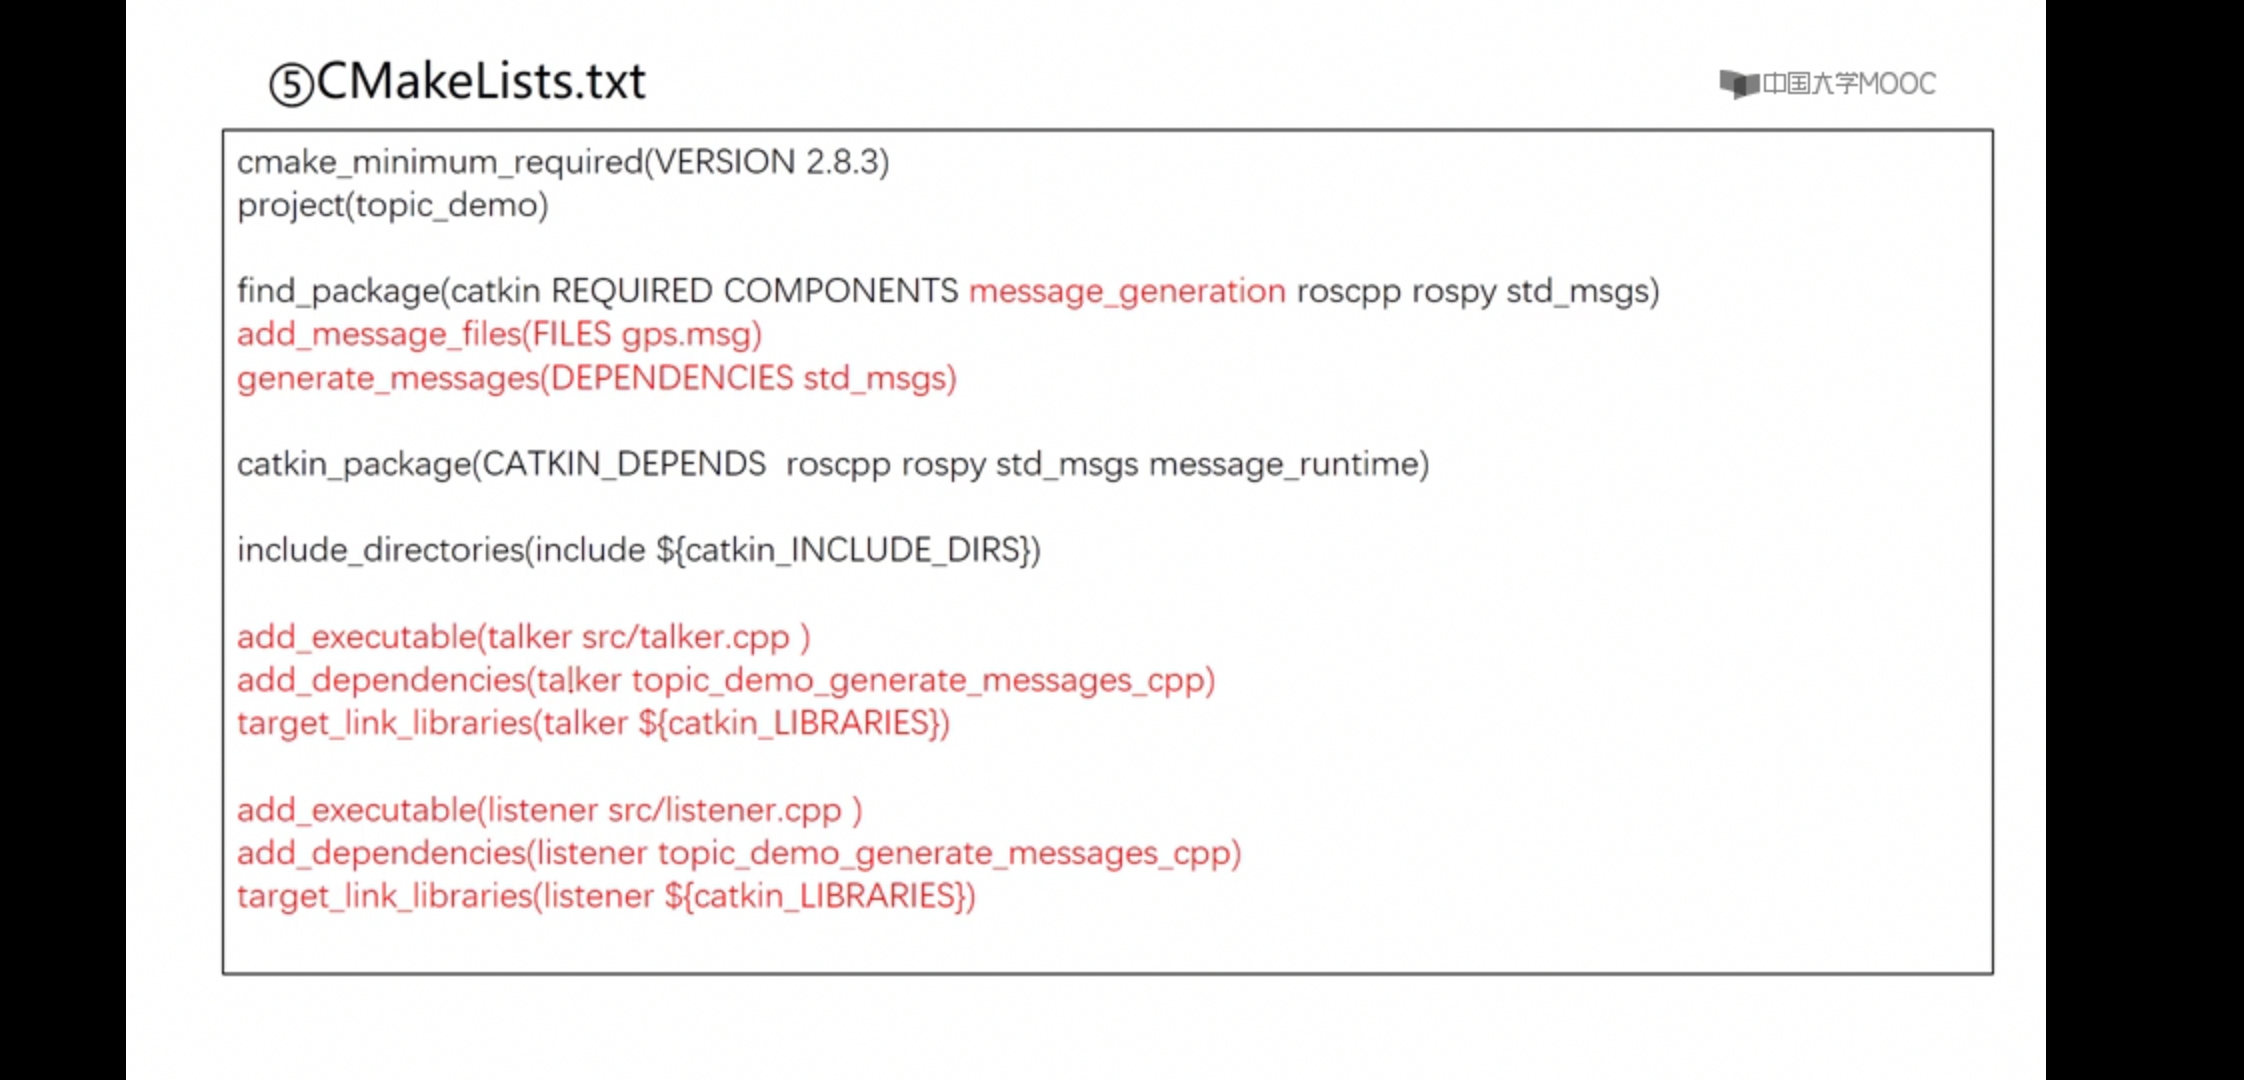 ⑤CMakeLists.txt
中国大学MOOC
cmake_minimum_required(VERSION 2.8.3)
project(topic_demo)
find_package(catkin REQUIRED COMPONENTS message_generation roscpp rospy std_msgs)
add_message_files(FILES gps.msg)
generate_messages(DEPENDENCIES std_msgs)
catkin_package(CATKIN_DEPENDS  roscpp rospy std_msgs message_runtime)
include_directories(include ${catkin_INCLUDE_DIRS})
add_executable(talker src/talker.cpp )
add_dependencies(talker topic_demo_generate_messages_cpp)
target_link_libraries(talker ${catkin_LIBRARIES})
add_executable(listener src/listener.cpp )
add_dependencies(listener topic_demo_generate_messages_cpp)
target_link_libraries(listener ${catkin_LIBRARIES})